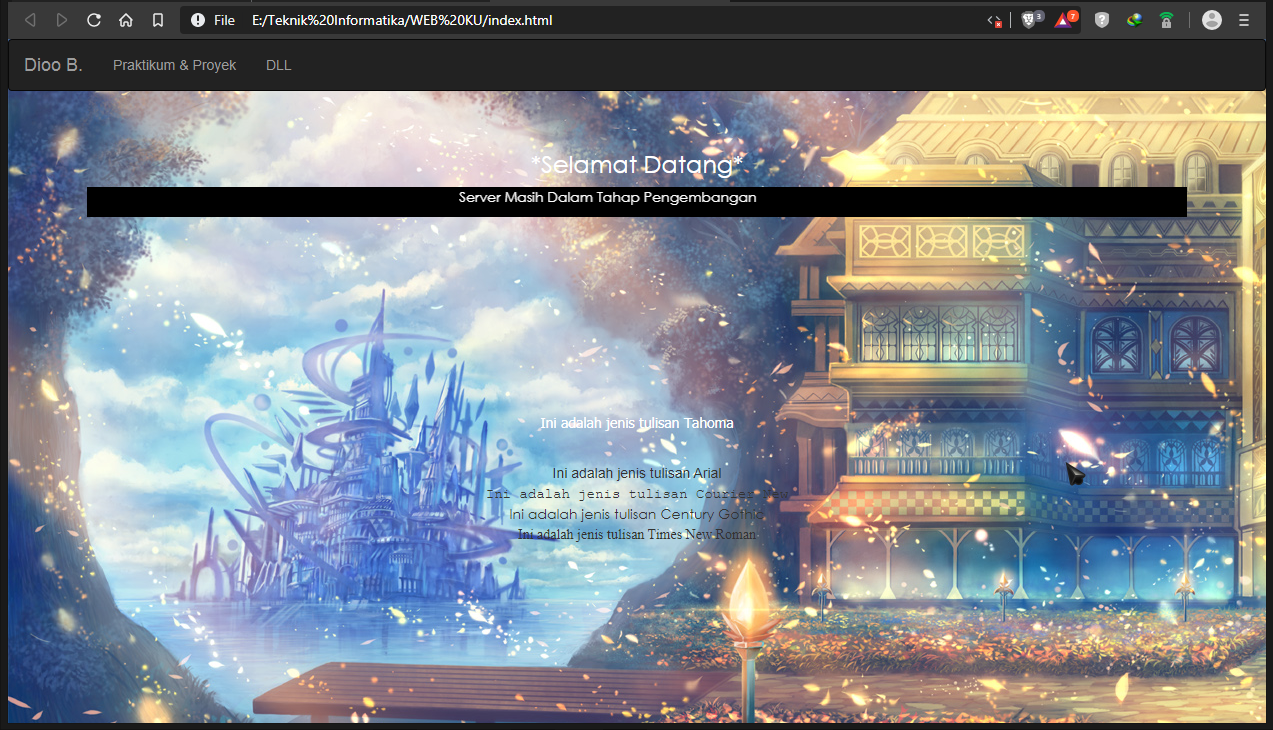 File E:/Teknik%20Informatika/WEB%20KU/index.html
3 7
Dioo B. Praktikum & Proyek DLL
*Selamat Datang*
Server Masih Dalam Tahap Pengembangan
Ini adalah jenis tulisan Tahoma
Ini adalah jenis tulisan Arial
Ini adalah jenis tulisan Courier New
Ini adalah jenis tulisan Century Gothic
Ini adalah jenis tulisan Times New Roman